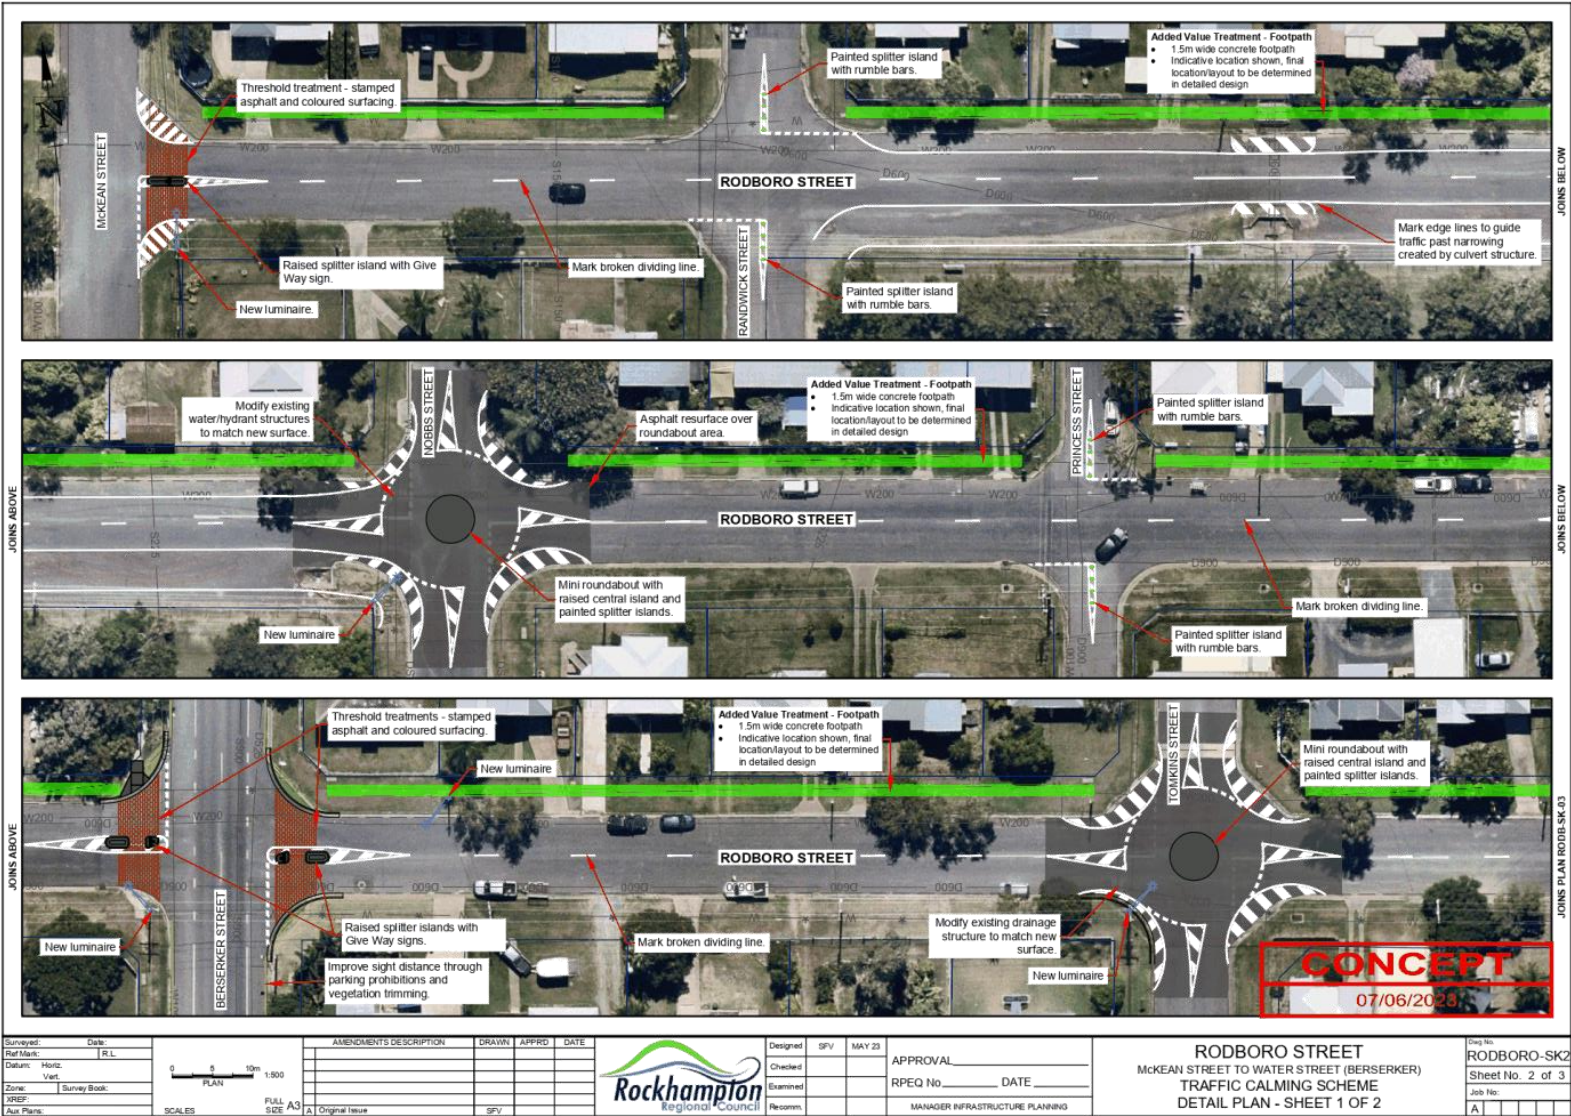 Threshold treatment - stamped
asphalt and coloured surfacing.
Painted splitter island
with rumble bars.
Added Value Treatment - Footpath
• 1.5m wide concrete footpath
• Indicative location shown, final
location/layout to be determined
in detailed design
McKEAN STREET
RODBORO STREET
RANDWICK STREET
Raised splitter island with Give
Way sign.
New luminaire.
Mark broken dividing line.
Painted splitter island
with rumble bars.
Mark edge lines to guide
traffic past narrowing
created by culvert structure.
JOINS BELOW
W200
W200
D600
D600
JOINS ABOVE
Modify existing
water/hydrant structures
to match new surface.
NOBBS STREET
Asphalt resurface over
roundabout area.
Added Value Treatment - Footpath
• 1.5m wide concrete footpath
• Indicative location shown, final
location/layout to be determined
in detailed design
PRINCESS STREET
Painted splitter island
with rumble bars.
RODBORO STREET
W200
W200
W200
D900
Mini roundabout with
raised central island and
painted splitter islands.
New luminaire
Mark broken dividing line.
Painted splitter island
with rumble bars.
JOINS BELOW
JOINS ABOVE
Threshold treatments - stamped
asphalt and coloured surfacing.
New luminaire
Added Value Treatment - Footpath
• 1.5m wide concrete footpath
• Indicative location shown, final
location/layout to be determined
in detailed design
TOMKINS STREET
Mini roundabout with
raised central island and
painted splitter islands.
RODBORO STREET
W200
W200
BERSERKER STREET
New luminaire
Raised splitter islands with
Give Way signs.
Improve sight distance through
parking prohibitions and
vegetation trimming.
Mark broken dividing line.
Modify existing drainage
structure to match new
surface.
New luminaire
JOINS PLAN RODB-SK-03
CONCEPT
07/06/2023
Surveyed: Date:
Ref Mark: R.L.
Datum: Horiz.
Vert.
Zone: Survey Book:
XREF:
Aux Plans:
0 5 10m
PLAN
1:500
SCALES
FULL
SIZE A3
AMENDMENTS DESCRIPTION DRAWN APPR'D DATE
A Original Issue SFV
Rockhampton
Regional Council
Designed SFV MAY 23
Checked
Examined
Recomm.
APPROVAL
RPEQ No DATE
MANAGER INFRASTRUCTURE PLANNING
RODBORO STREET
McKEAN STREET TO WATER STREET (BERSERKER)
TRAFFIC CALMING SCHEME
DETAIL PLAN - SHEET 1 OF 2
Dwg No.
RODBORO-SK2
Sheet No. 2 of 3
Job No:
A